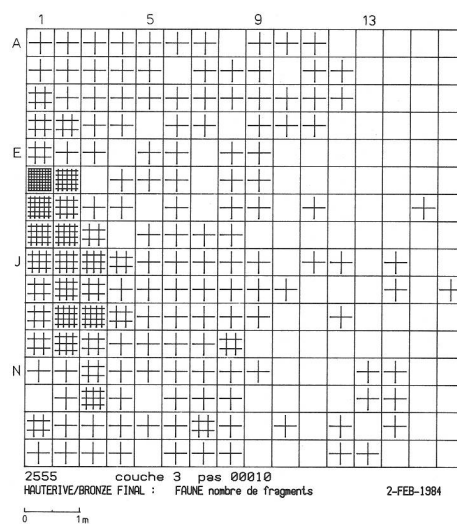 1 5 9 13
A
E
J
N
2555 couche 3 pas 00010
HAUTERIVE/BRONZE FINAL : FAUNE nombre de fragments 2-FEB-1984
0 1m